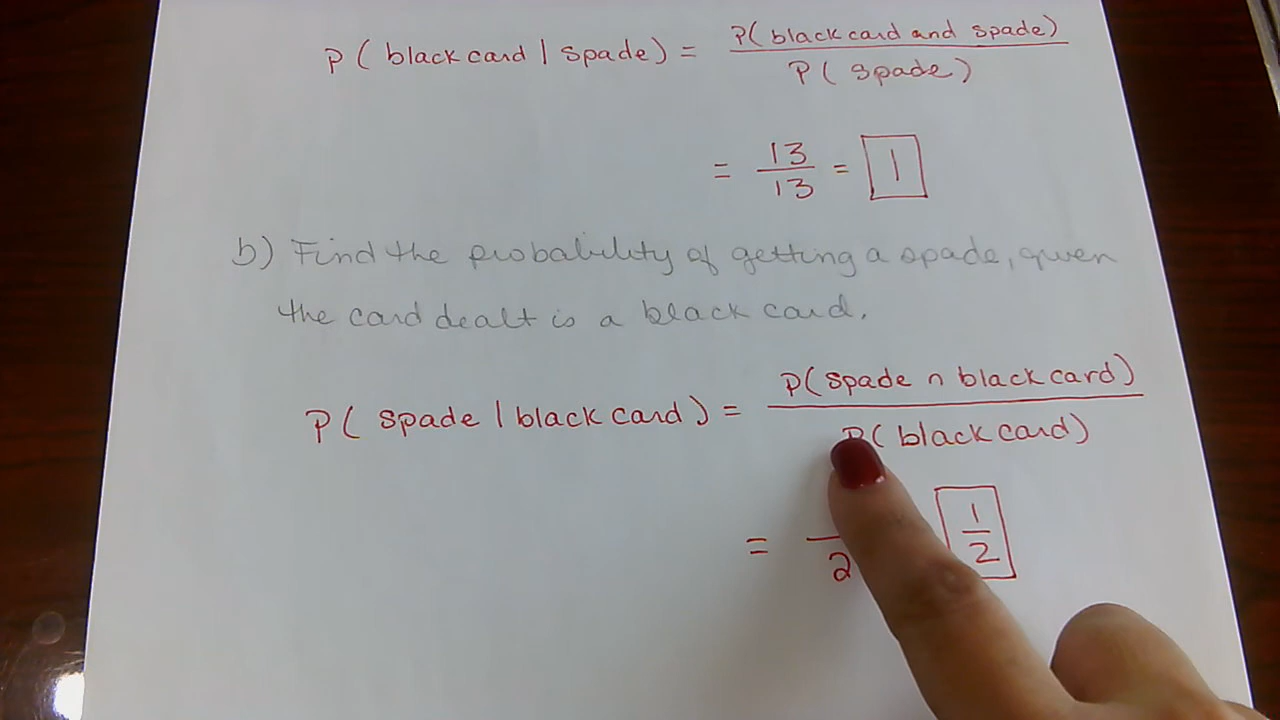 P( black card | spade) = P( black card and spade) / P( spade)
= 13/13 = 1
b) Find the probability of getting a spade, given
the card dealt is a black card.
P( spade | black card) = P( spade ∩ black card) / P( black card)
= 1/2